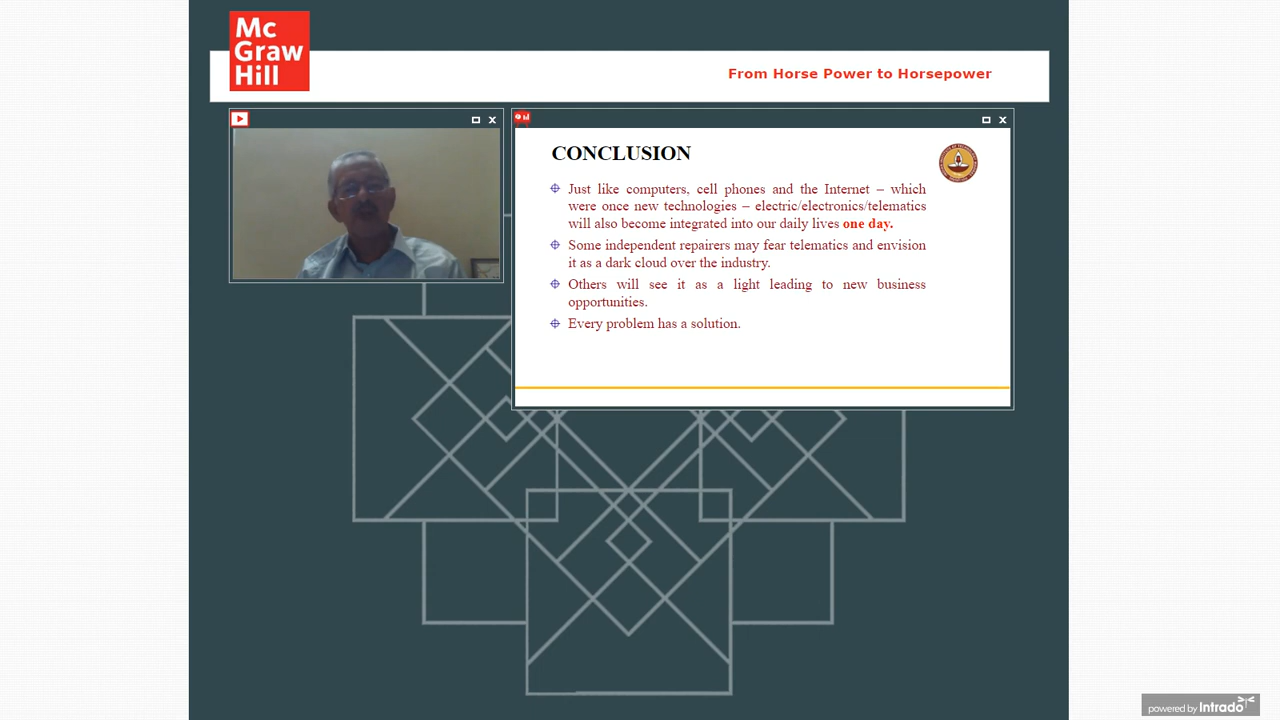 Mc
Graw
Hill
From Horse Power to Horsepower
CONCLUSION
Just like computers, cell phones and the Internet – which
were once new technologies – electric/electronics/telematics
will also become integrated into our daily lives one day.
Some independent repairers may fear telematics and envision
it as a dark cloud over the industry.
Others will see it as a light leading to new business
opportunities.
Every problem has a solution.
powered by Intrado